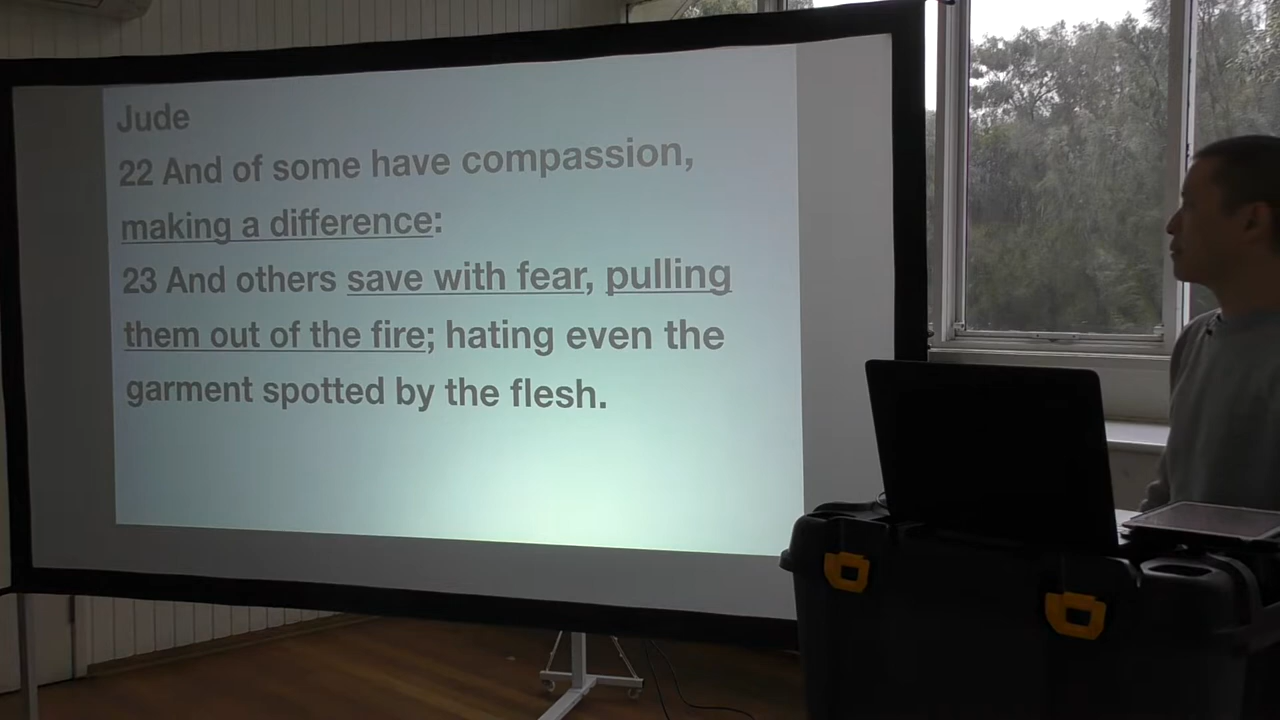 Jude
22 And of some have compassion,
making a difference:
23 And others save with fear, pulling
them out of the fire; hating even the
garment spotted by the flesh.